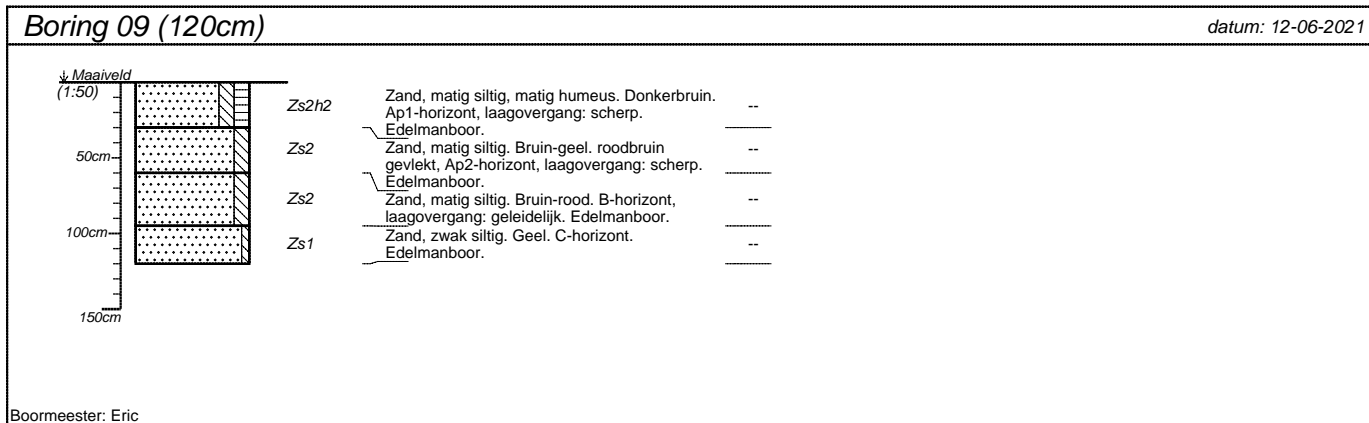 Boring 09 (120cm)
datum: 12-06-2021
Maaiveld
(1:50)
Zs2h2
Zand, matig siltig, matig humeus. Donkerbruin.
Ap1-horizont, laagovergang: scherp.
Edelmanboor.
--
50cm
Zs2
Zand, matig siltig. Bruin-geel. roodbruin
gevlekt, Ap2-horizont, laagovergang: scherp.
Edelmanboor.
--
Zs2
Zand, matig siltig. Bruin-rood. B-horizont,
laagovergang: geleidelijk. Edelmanboor.
--
100cm
Zs1
Zand, zwak siltig. Geel. C-horizont.
Edelmanboor.
--
150cm
Boormeester: Eric